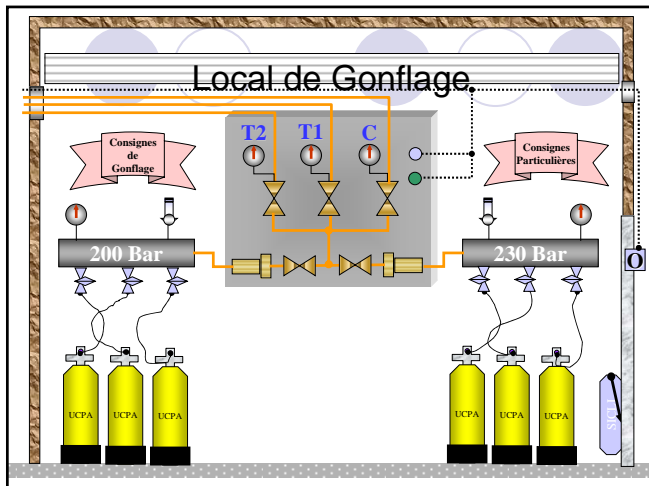 Local de Gonflage
T2 T1 C
Consignes
de
Gonflage
Consignes
Particulières
200 Bar
230 Bar
O
UCPA UCPA UCPA
UCPA UCPA UCPA